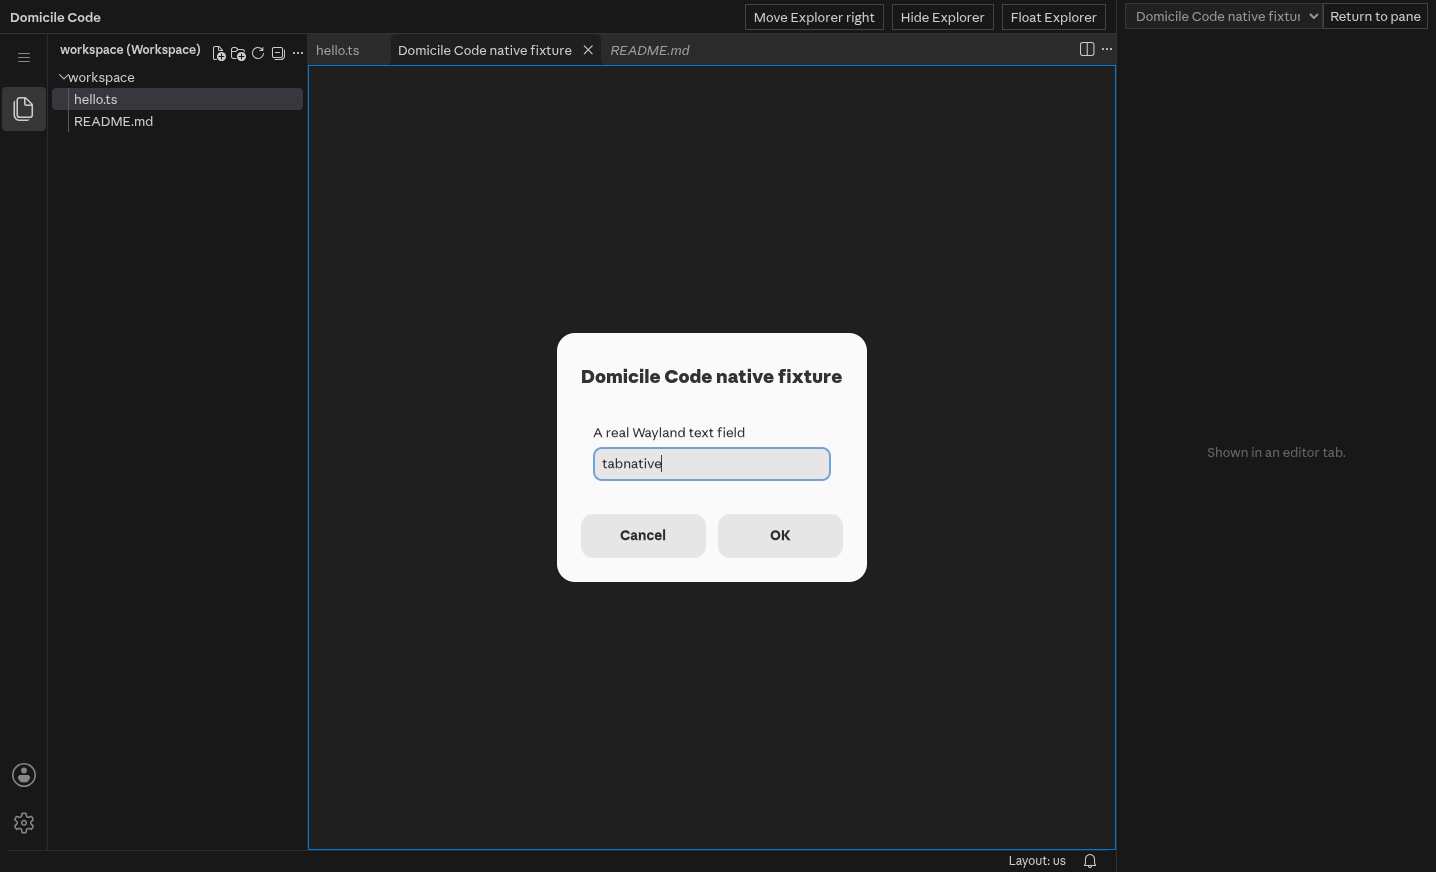 Domicile Code
Move Explorer right
Hide Explorer
Float Explorer
Domicile Code native fixtur
Return to pane
workspace (Workspace)
hello.ts
Domicile Code native fixture
README.md
workspace
hello.ts
README.md
Domicile Code native fixture
A real Wayland text field
tabnative
Cancel
OK
Shown in an editor tab.
Layout: us